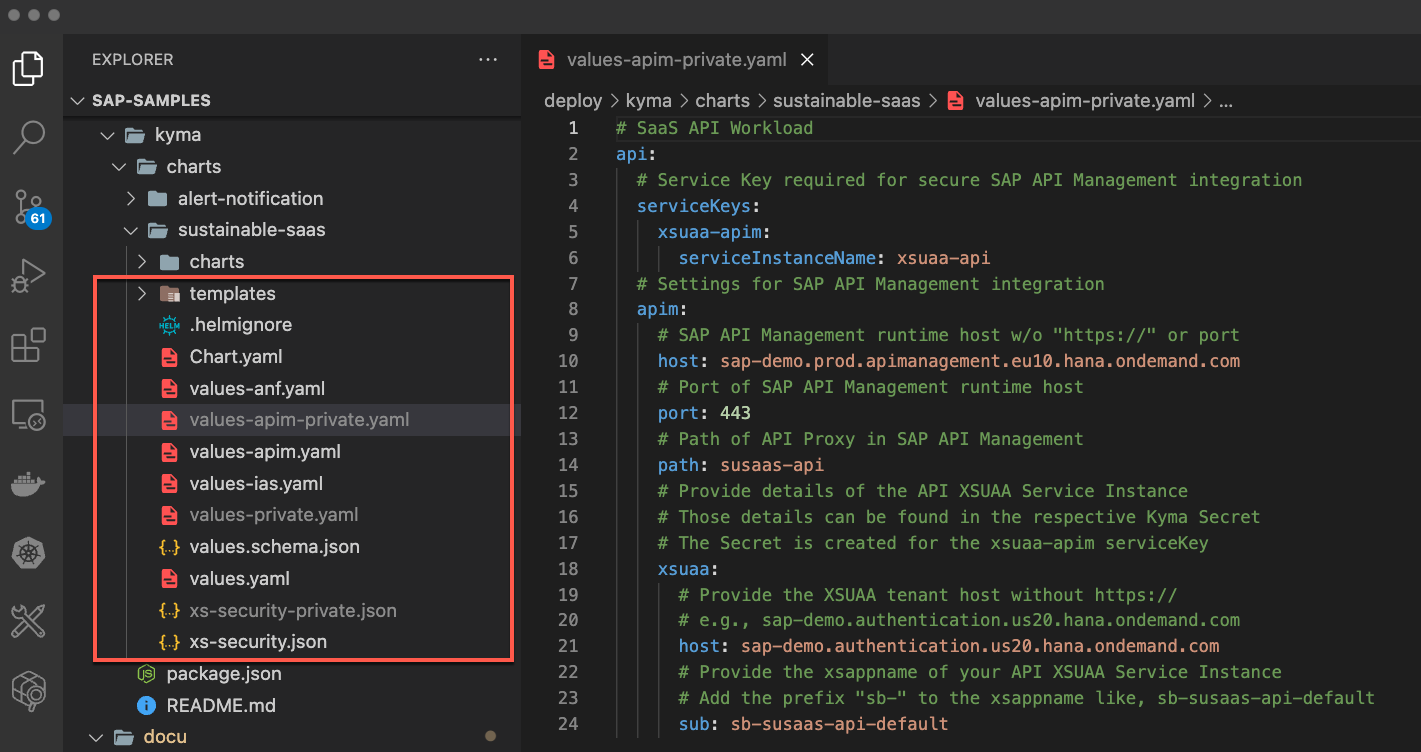 EXPLORER
SAP-SAMPLES
kyma
charts
alert-notification
sustainable-saas
charts
templates
HELM .helmignore
Chart.yaml
values-anf.yaml
values-apim-private.yaml
values-apim.yaml
values-ias.yaml
values-private.yaml
{..} values.schema.json
values.yaml
{..} xs-security-private.json
{..} xs-security.json
JS package.json
i README.md
docu
61
values-apim-private.yaml
deploy > kyma > charts > sustainable-saas > values-apim-private.yaml > ...
1 # SaaS API Workload
2 api:
3 # Service Key required for secure SAP API Management integration
4 serviceKeys:
5 xsuaa-apim:
6 serviceInstanceName: xsuaa-api
7 # Settings for SAP API Management integration
8 apim:
9 # SAP API Management runtime host w/o "https://" or port
10 host: sap-demo.prod.apimanagement.eu10.hana.ondemand.com
11 # Port of SAP API Management runtime host
12 port: 443
13 # Path of API Proxy in SAP API Management
14 path: susaas-api
15 # Provide details of the API XSUAA Service Instance
16 # Those details can be found in the respective Kyma Secret
17 # The Secret is created for the xsuaa-apim serviceKey
18 xsuaa:
19 # Provide the XSUAA tenant host without https://
20 # e.g., sap-demo.authentication.us20.hana.ondemand.com
21 host: sap-demo.authentication.us20.hana.ondemand.com
22 # Provide the xsappname of your API XSUAA Service Instance
23 # Add the prefix "sb-" to the xsappname like, sb-susaas-api-default
24 sub: sb-susaas-api-default